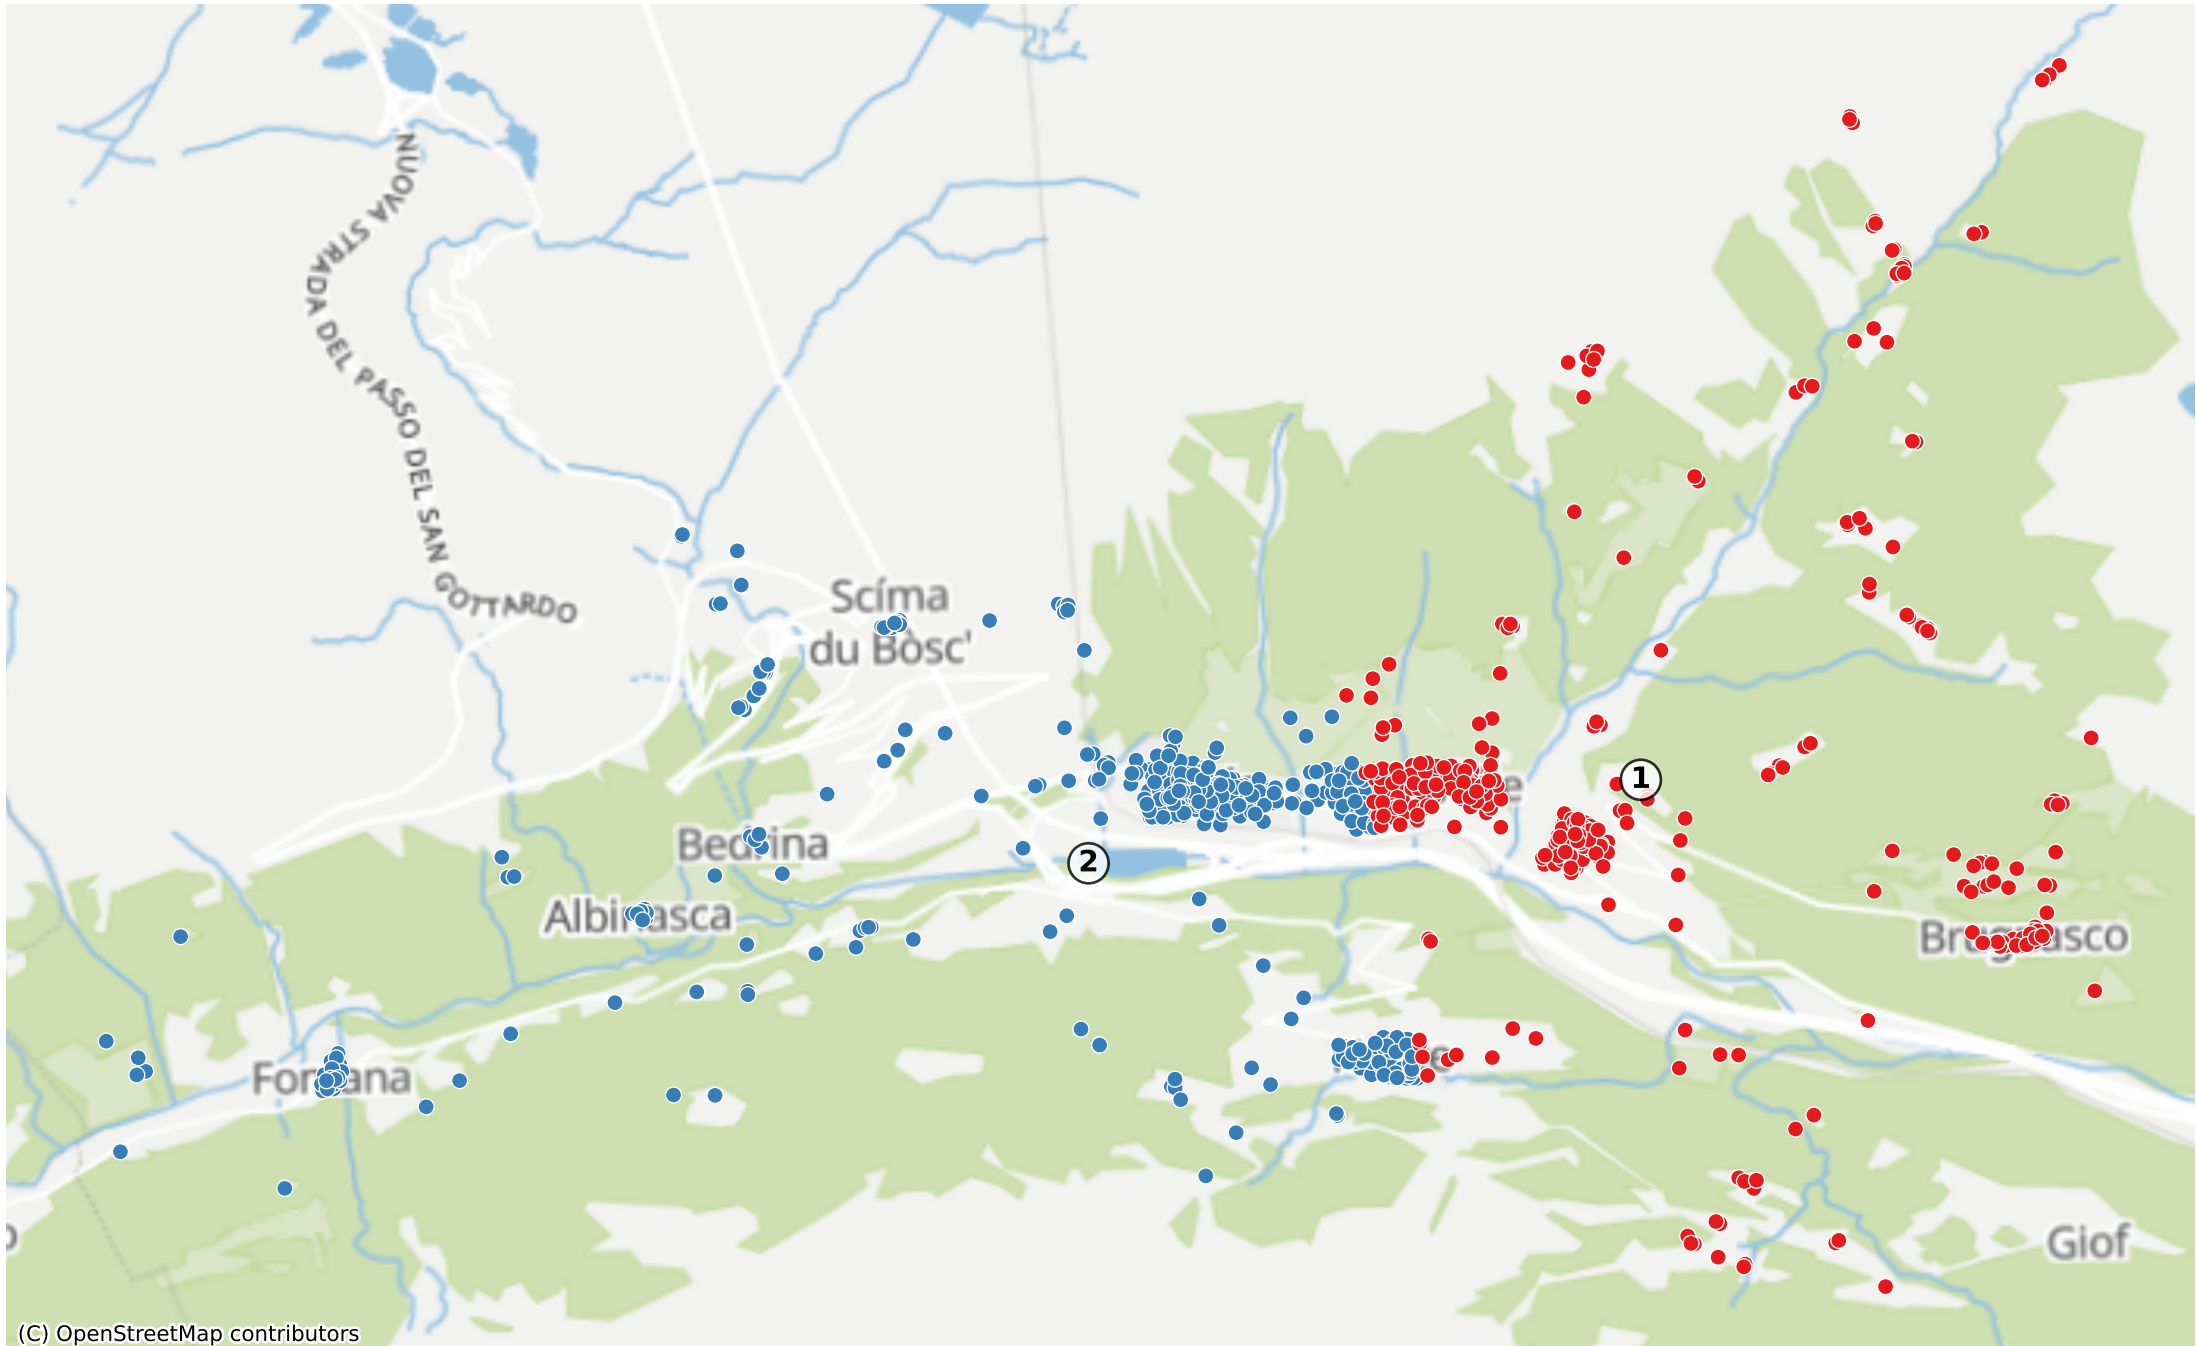 NUOVA STRADA DEL PASSO DEL SAN GOTTARDO
Scíma
du Bòsc'
1
Bedrina
2
Albinasca
Fontana
Giof
(C) OpenStreetMap contributors